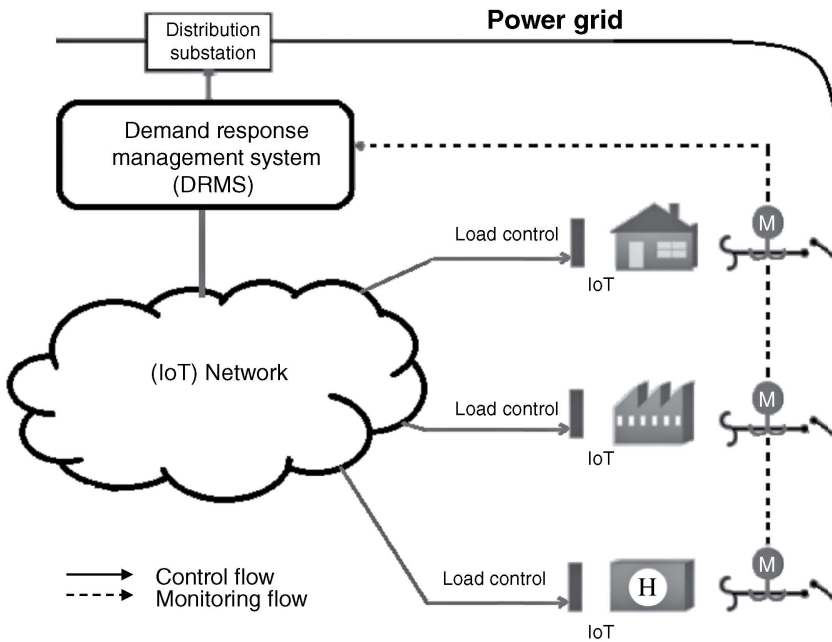 Power grid
Distribution
substation
Demand response
management system
(DRMS)
M
Load control
IoT
(IoT) Network
M
Load control
IoT
M
Load control
H
IoT
Control flow
Monitoring flow